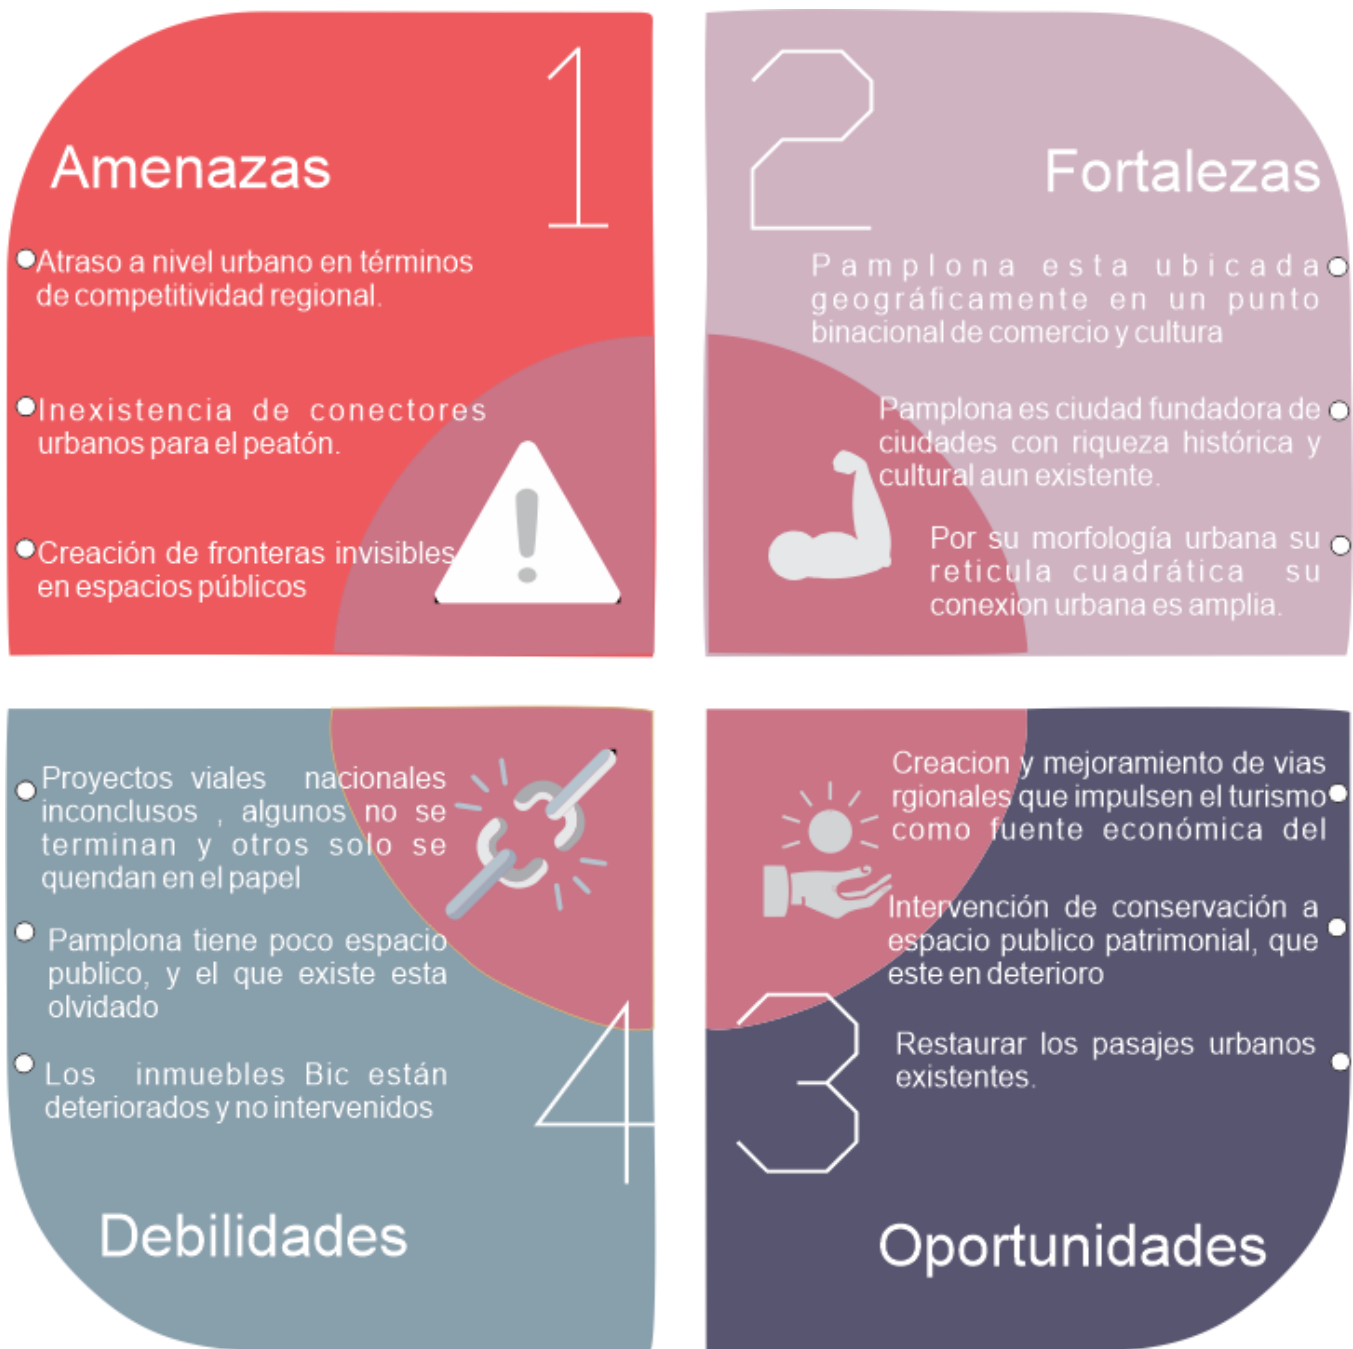 1
Amenazas
Atraso a nivel urbano en términos
de competitividad regional.
Inexistencia de conectores
urbanos para el peatón.
Creación de fronteras invisibles
en espacios públicos
2
Fortalezas
Pamplona esta ubicada
geográficamente en un punto
binacional de comercio y cultura
Pamplona es ciudad fundadora de
ciudades con riqueza histórica y
cultural aun existente.
Por su morfología urbana su
reticula cuadrática su
conexion urbana es amplia.
Proyectos viales nacionales
inconclusos , algunos no se
terminan y otros solo se
quendan en el papel
Pamplona tiene poco espacio
publico, y el que existe esta
olvidado
Los inmuebles Bic están
deteriorados y no intervenidos
4
Debilidades
Creacion y mejoramiento de vias
rgionales que impulsen el turismo
como fuente económica del
Intervención de conservación a
espacio publico patrimonial, que
este en deterioro
Restaurar los pasajes urbanos
existentes.
3
Oportunidades